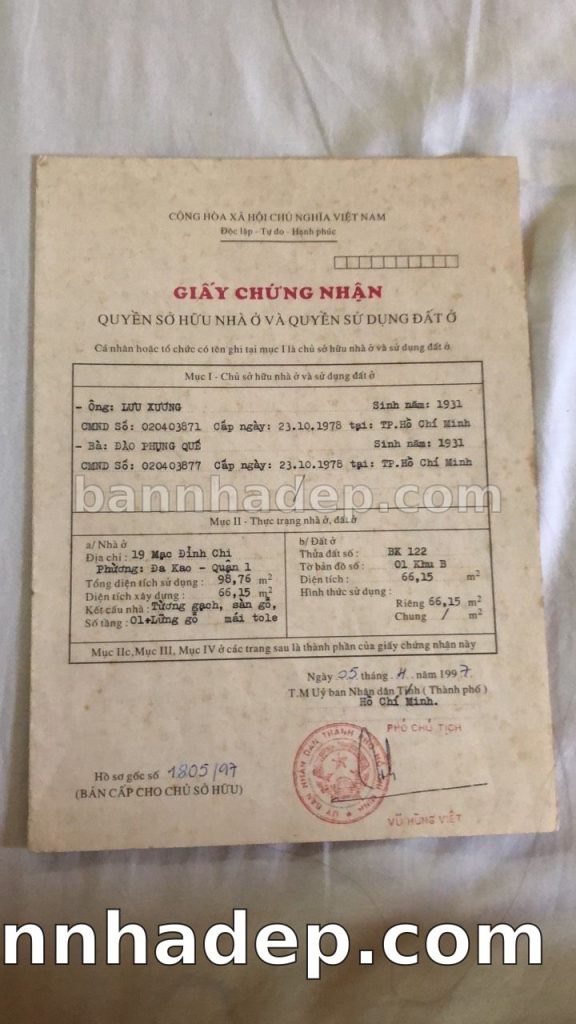 CỘNG HÒA XÃ HỘI CHỦ NGHĨA VIỆT NAM
Độc lập - Tự do - Hạnh phúc
GIẤY CHỨNG NHẬN
QUYỀN SỞ HỮU NHÀ Ở VÀ QUYỀN SỬ DỤNG ĐẤT Ở
Cá nhân hoặc tổ chức có tên ghi tại mục I là chủ sở hữu nhà ở và sử dụng đất ở
Mục I - Chủ sở hữu nhà ở và sử dụng đất ở
- Ông: LƯU XƯƠNG Sinh năm: 1931
CMND Số: 020403871 Cấp ngày: 23.10.1978 tại: TP.Hồ Chí Minh
- Bà: ĐÀO PHỤNG QUẾ Sinh năm: 1931
CMND Số: 020403877 Cấp ngày: 23.10.1978 tại: TP.Hồ Chí Minh
bannhadep.com
Mục II - Thực trạng nhà ở, đất ở
a/ Nhà ở
Địa chỉ: 19 Mạc Đỉnh Chi
Phường: Đa Kao - Quận 1
Tổng diện tích sử dụng: 98,76 m2
Diện tích xây dựng: 66,15 m2
Kết cấu nhà: Tường gạch, sàn gỗ,
Số tầng: 01+Lửng gỗ mái tole
b/ Đất ở
Thửa đất số: BK 122
Tờ bản đồ số: 01 Khu B
Diện tích: 66,15 m2
Hình thức sử dụng:
Riêng 66,15 m2
Chung / m2
Mục IIc, Mục III, Mục IV ở các trang sau là thành phần của giấy chứng nhận này
Ngày 05 tháng 4 năm 1997
T.M Uỷ ban Nhân dân Tỉnh ( Thành phố )
Hồ Chí Minh.
PHÓ CHỦ TỊCH
VŨ HÙNG VIỆT
Hồ sơ gốc số 1805/97
(BẢN CẤP CHO CHỦ SỞ HỮU)
nnhadep.com